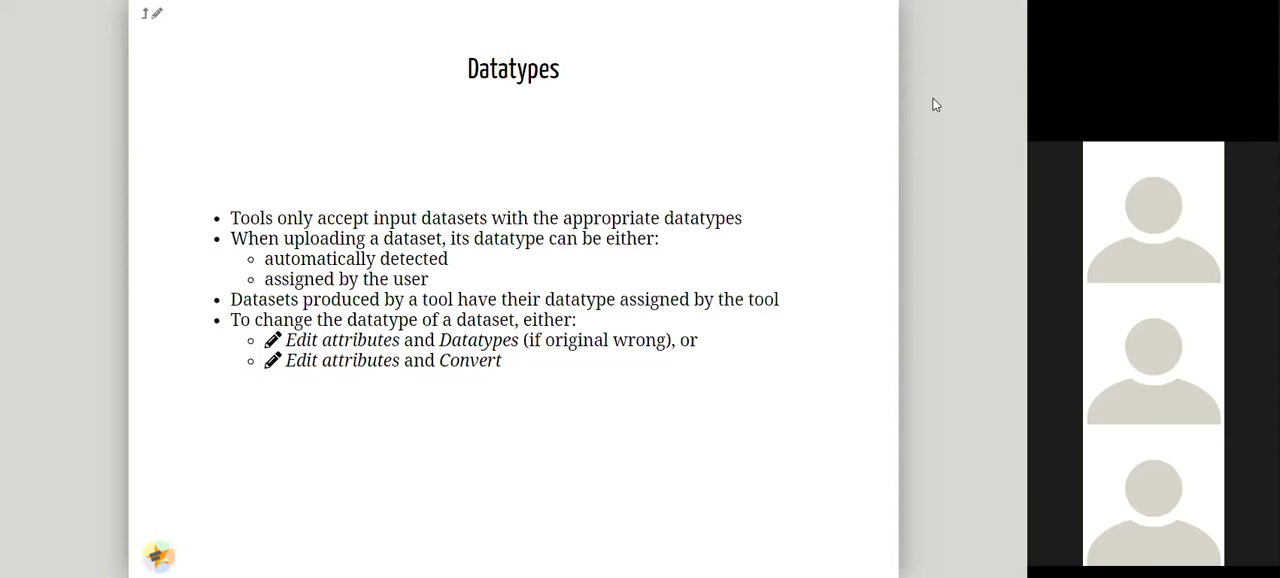 Datatypes
Tools only accept input datasets with the appropriate datatypes
When uploading a dataset, its datatype can be either:
automatically detected
assigned by the user
Datasets produced by a tool have their datatype assigned by the tool
To change the datatype of a dataset, either:
Edit attributes and Datatypes (if original wrong), or
Edit attributes and Convert